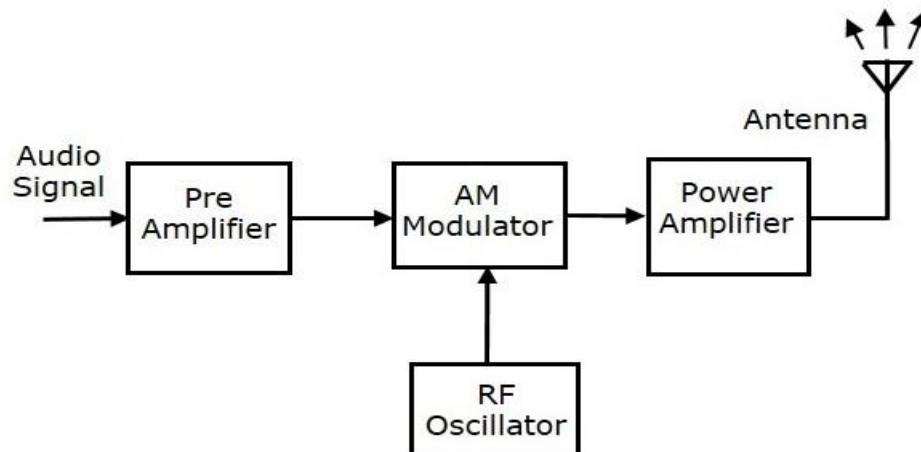 Audio
Signal
Pre
Amplifier
AM
Modulator
Power
Amplifier
Antenna
RF
Oscillator